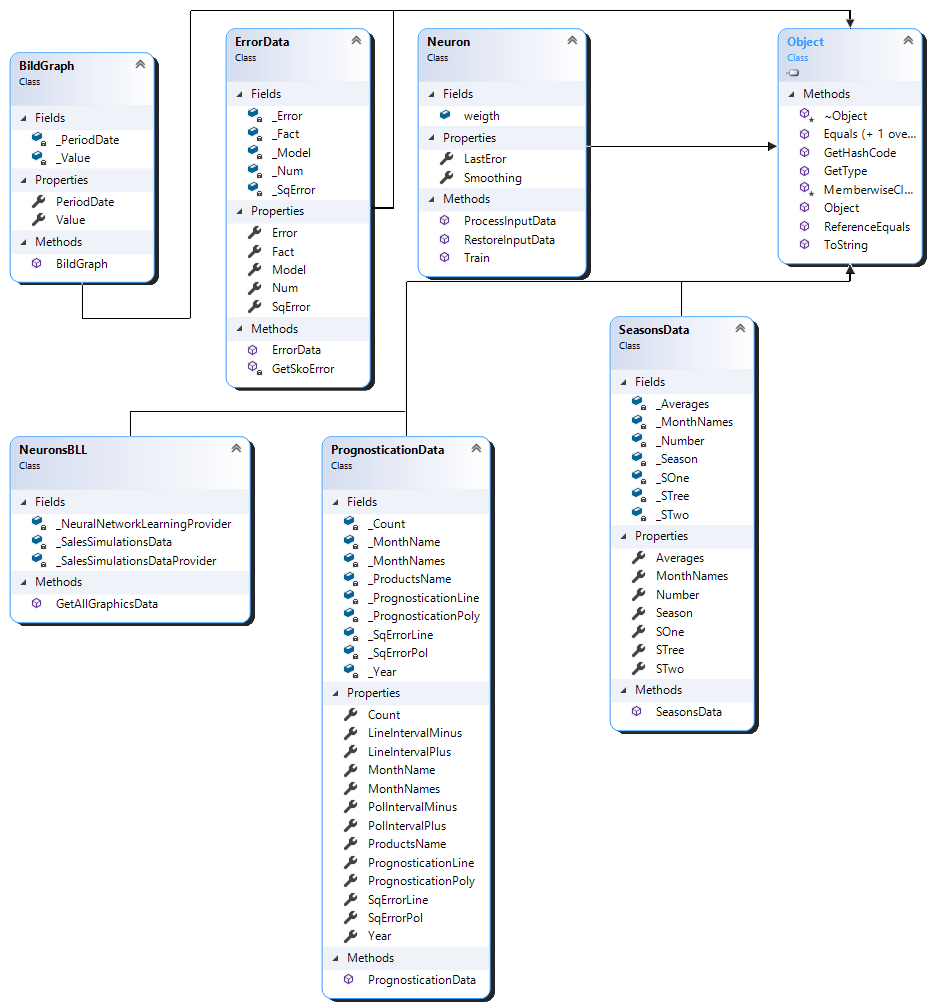 BildGraph
Class
Fields
_PeriodDate
_Value
Properties
PeriodDate
Value
Methods
BildGraph
ErrorData
Class
Fields
_Error
_Fact
_Model
_Num
_SqError
Properties
Error
Fact
Model
Num
SqError
Methods
ErrorData
GetSkoError
Neuron
Class
Fields
weigth
Properties
LastEror
Smoothing
Methods
ProcessInputData
RestoreInputData
Train
Object
Class
Methods
~Object
Equals (+ 1 ove...
GetHashCode
GetType
MemberwiseCl...
Object
ReferenceEquals
ToString
NeuronsBLL
Class
Fields
_NeuralNetworkLearningProvider
_SalesSimulationsData
_SalesSimulationsDataProvider
Methods
GetAllGraphicsData
PrognosticationData
Class
Fields
_Count
_MonthName
_MonthNames
_ProductsName
_PrognosticationLine
_PrognosticationPoly
_SqErrorLine
_SqErrorPol
_Year
Properties
Count
LineIntervalMinus
LineIntervalPlus
MonthName
MonthNames
PolIntervalMinus
PolIntervalPlus
ProductsName
PrognosticationLine
PrognosticationPoly
SqErrorLine
SqErrorPol
Year
Methods
PrognosticationData
SeasonsData
Class
Fields
_Averages
_MonthNames
_Number
_Season
_SOne
_STree
_STwo
Properties
Averages
MonthNames
Number
Season
SOne
STree
STwo
Methods
SeasonsData